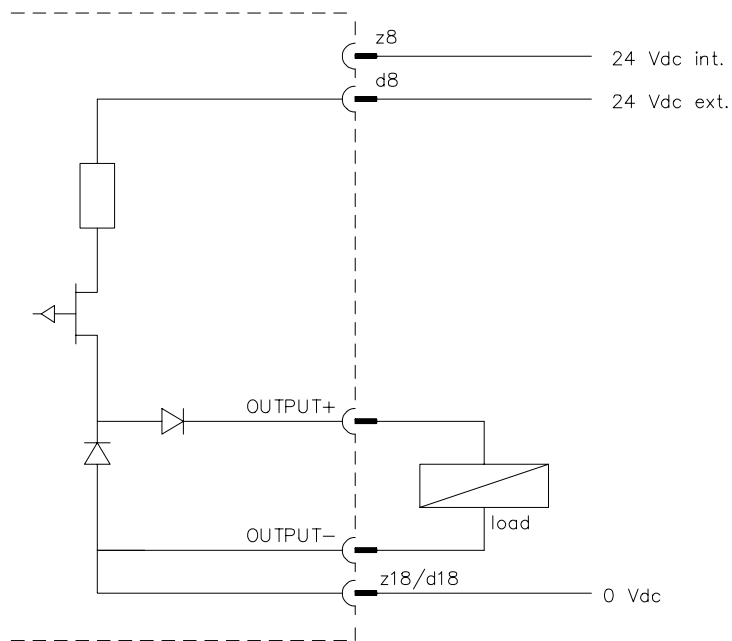 z8
24 Vdc int.
d8
24 Vdc ext.
OUTPUT+
load
OUTPUT−
z18/d18
0 Vdc